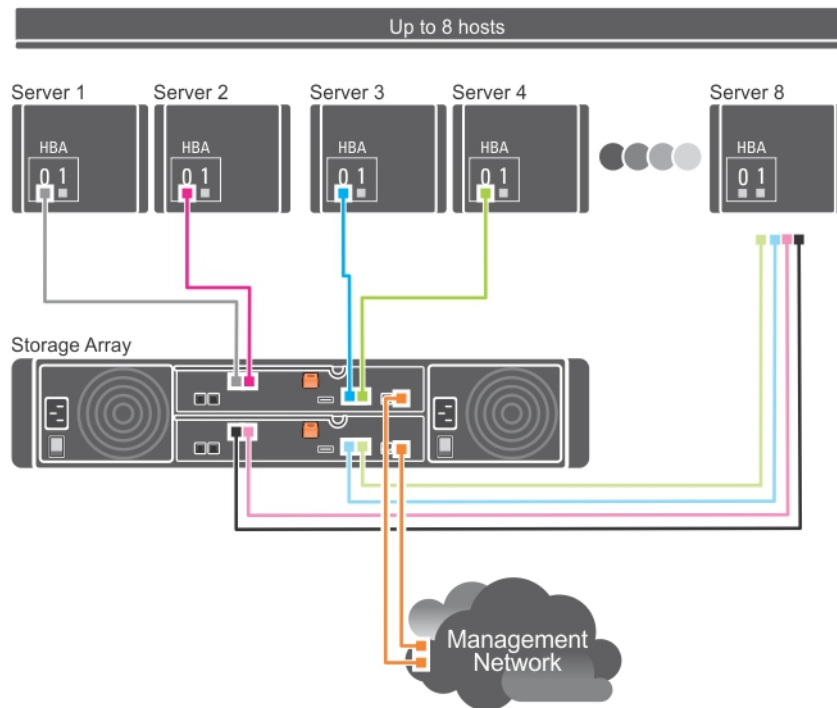 Up to 8 hosts
Server 1
Server 2
Server 3
Server 4
Server 8
HBA
0 1
HBA
0 1
HBA
0 1
HBA
0 1
HBA
0 1
Storage Array
Management
Network